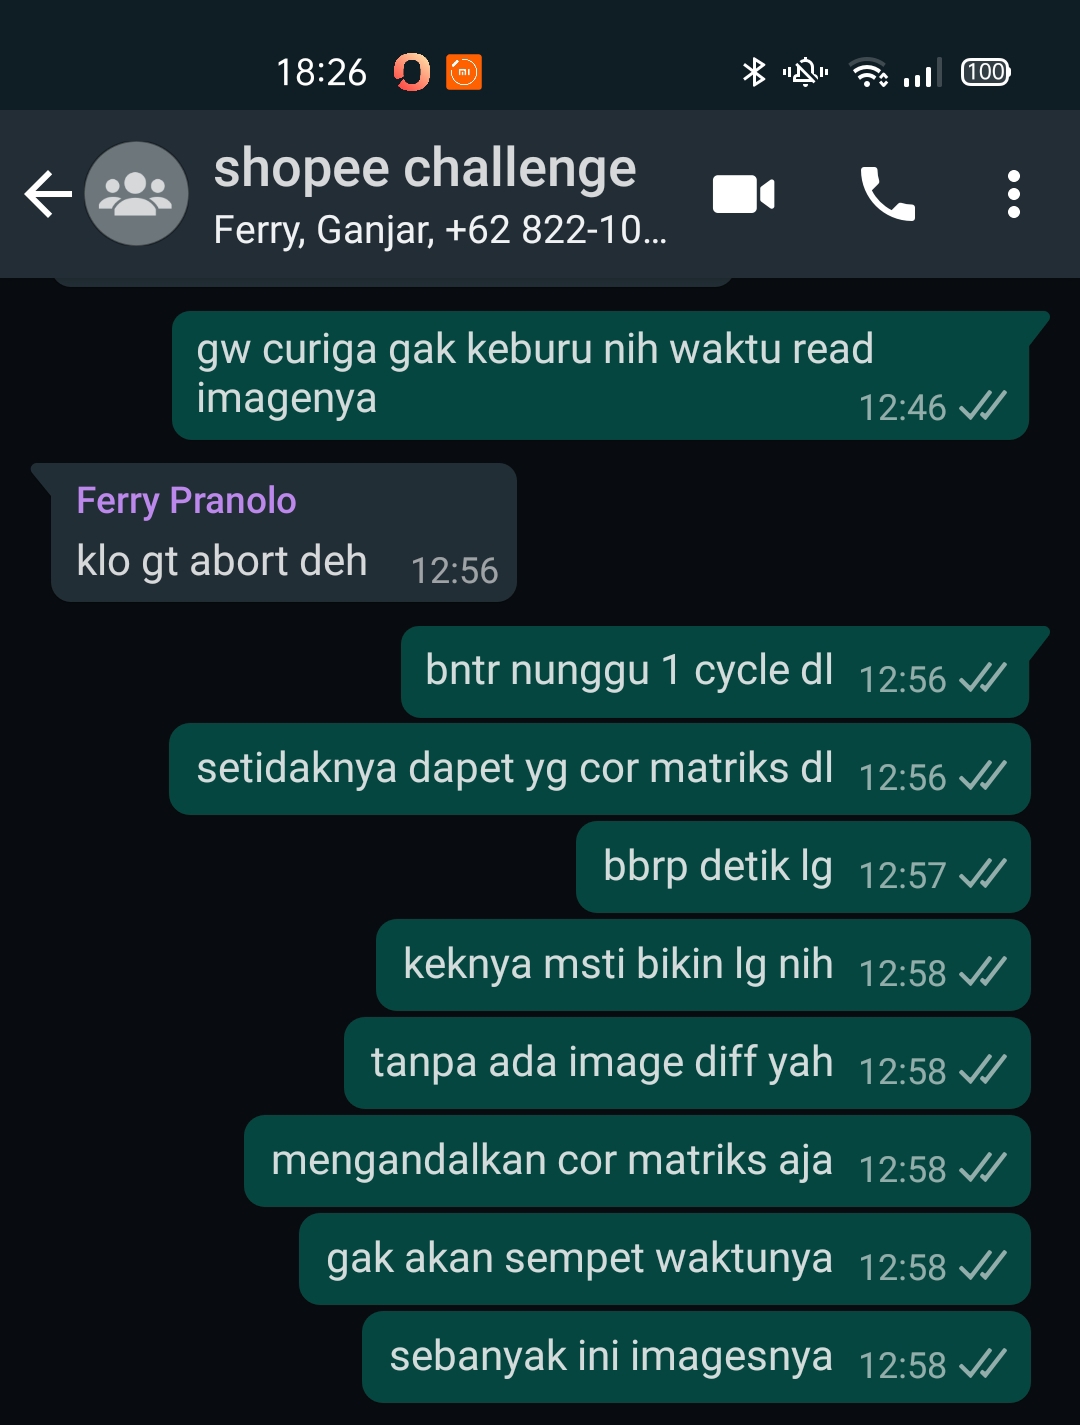 18:26
100
shopee challenge
Ferry, Ganjar, +62 822-10...
gw curiga gak keburu nih waktu read
imagenya
12:46
Ferry Pranolo
klo gt abort deh 12:56
bntr nunggu 1 cycle dl 12:56
setidaknya dapet yg cor matriks dl 12:56
bbrp detik lg 12:57
keknya msti bikin lg nih 12:58
tanpa ada image diff yah 12:58
mengandalkan cor matriks aja 12:58
gak akan sempet waktunya 12:58
sebanyak ini imagesnya 12:58